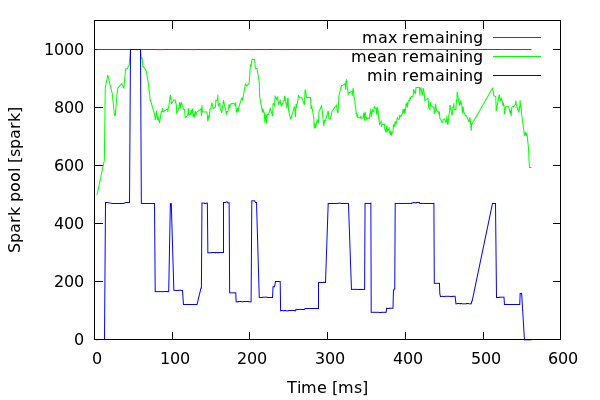 max remaining
mean remaining
min remaining
1000
800
600
400
200
0
Spark pool [spark]
0 100 200 300 400 500 600
Time [ms]